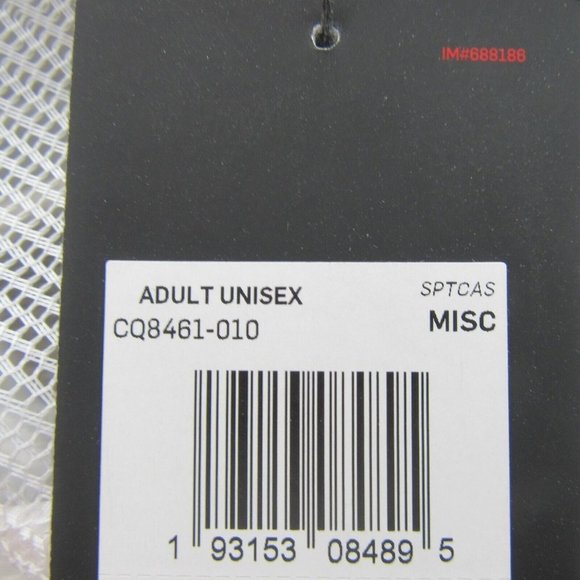 IM#688186
ADULT UNISEX
SPTCAS
CQ8461-010
MISC
1 93153 08489 5